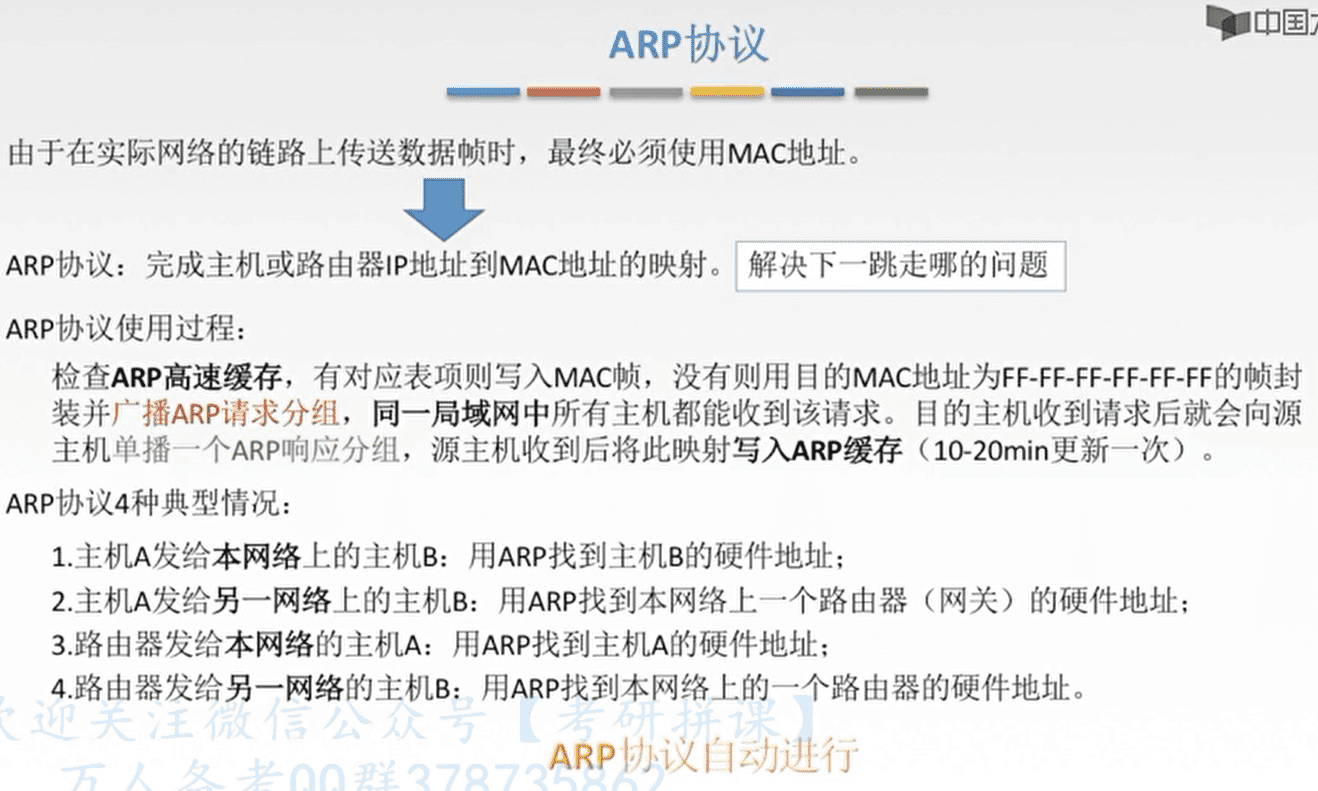 中国大
ARP协议
由于在实际网络的链路上传送数据帧时，最终必须使用MAC地址。
ARP协议：完成主机或路由器IP地址到MAC地址的映射。 解决下一跳走哪的问题
ARP协议使用过程：
检查ARP高速缓存，有对应表项则写入MAC帧，没有则用目的MAC地址为FF-FF-FF-FF-FF-FF的帧封
装并广播ARP请求分组，同一局域网中所有主机都能收到该请求。目的主机收到请求后就会向源
主机单播一个ARP响应分组，源主机收到后将此映射写入ARP缓存（10-20min更新一次）。
ARP协议4种典型情况：
1.主机A发给本网络上的主机B：用ARP找到主机B的硬件地址；
2.主机A发给另一网络上的主机B：用ARP找到本网络上一个路由器（网关）的硬件地址；
3.路由器发给本网络的主机A：用ARP找到主机A的硬件地址；
4.路由器发给另一网络的主机B：用ARP找到本网络上的一个路由器的硬件地址。
欢迎关注微信公众号【考研拼课】
ARP协议自动进行
万人备考QQ群378735862